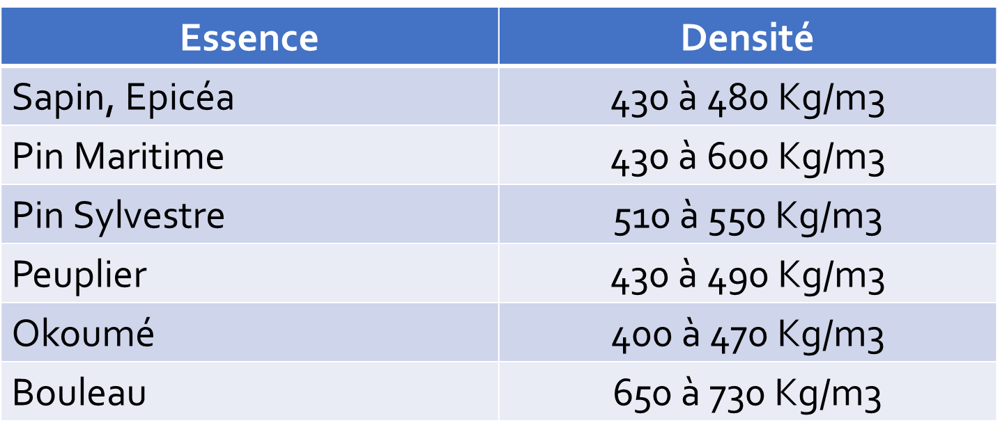 Essence Densité
Sapin, Epicéa 430 à 480 Kg/m3
Pin Maritime 430 à 600 Kg/m3
Pin Sylvestre 510 à 550 Kg/m3
Peuplier 430 à 490 Kg/m3
Okoumé 400 à 470 Kg/m3
Bouleau 650 à 730 Kg/m3